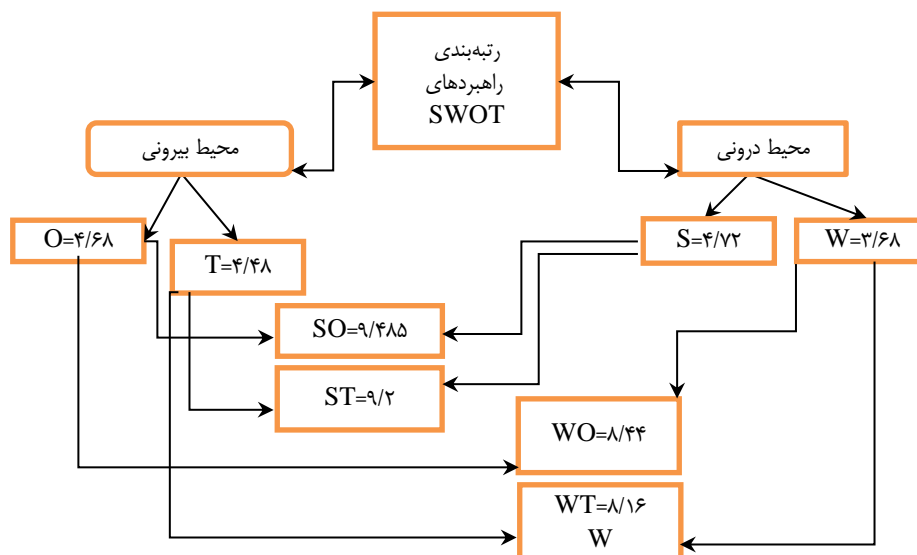 رتبه‌بندی
راهبردهای
SWOT
محیط درونی
محیط بیرونی
W=۳/۶۸
S=۴/۷۲
O=۴/۶۸
T=۴/۴۸
SO=۹/۴۸۵
ST=۹/۲
WO=۸/۴۴
WT=۸/۱۶
W